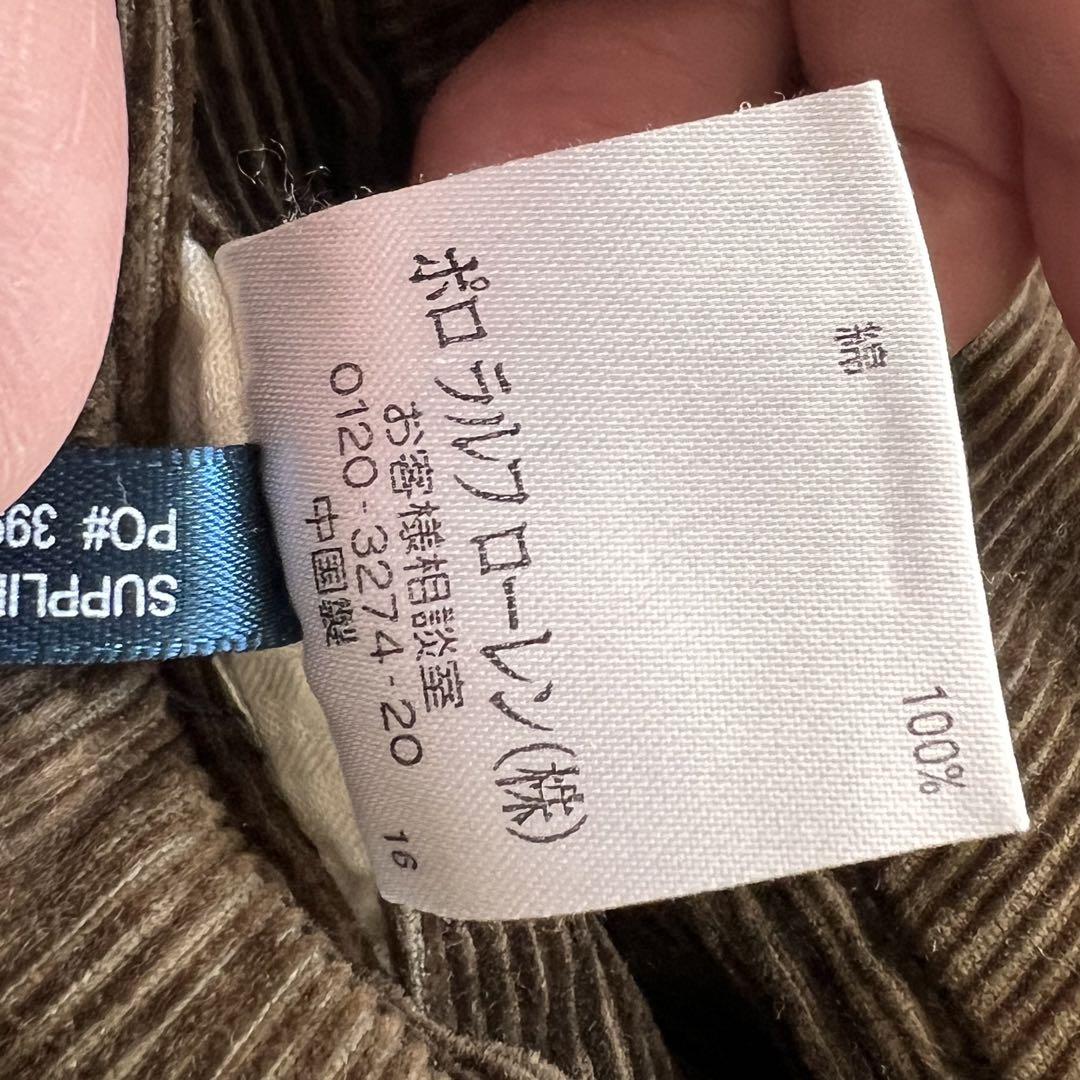 綿 100%
ポロ ラルフローレン(株)
お客様相談室
0120-3274-20
中国製
16
PO# 39